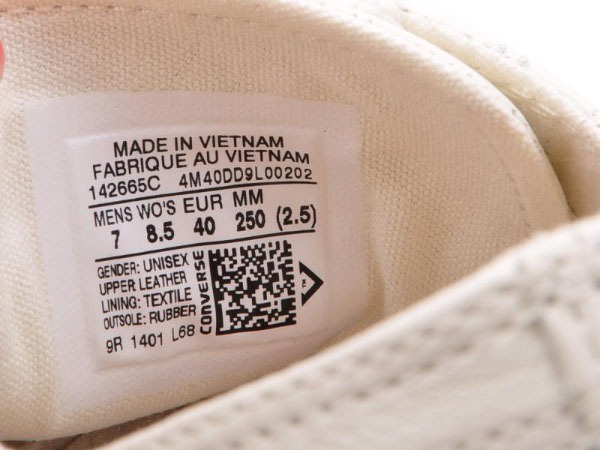 MADE IN VIETNAM
FABRIQUE AU VIETNAM
142665C 4M40DD9L00202
MENS WO'S EUR MM
7 8.5 40 250 (2.5)
GENDER: UNISEX
UPPER: LEATHER
LINING: TEXTILE
OUTSOLE: RUBBER
9R 1401 L68
CONVERSE